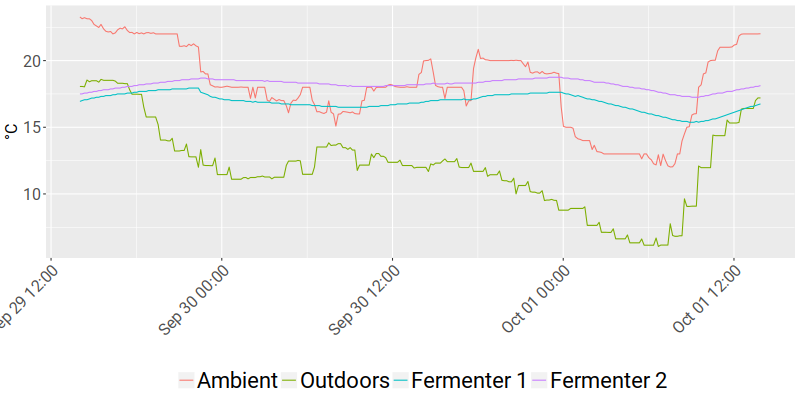 20
15
10
°C
ep 29 12:00
Sep 30 00:00
Sep 30 12:00
Oct 01 00:00
Oct 01 12:00
Ambient Outdoors Fermenter 1 Fermenter 2